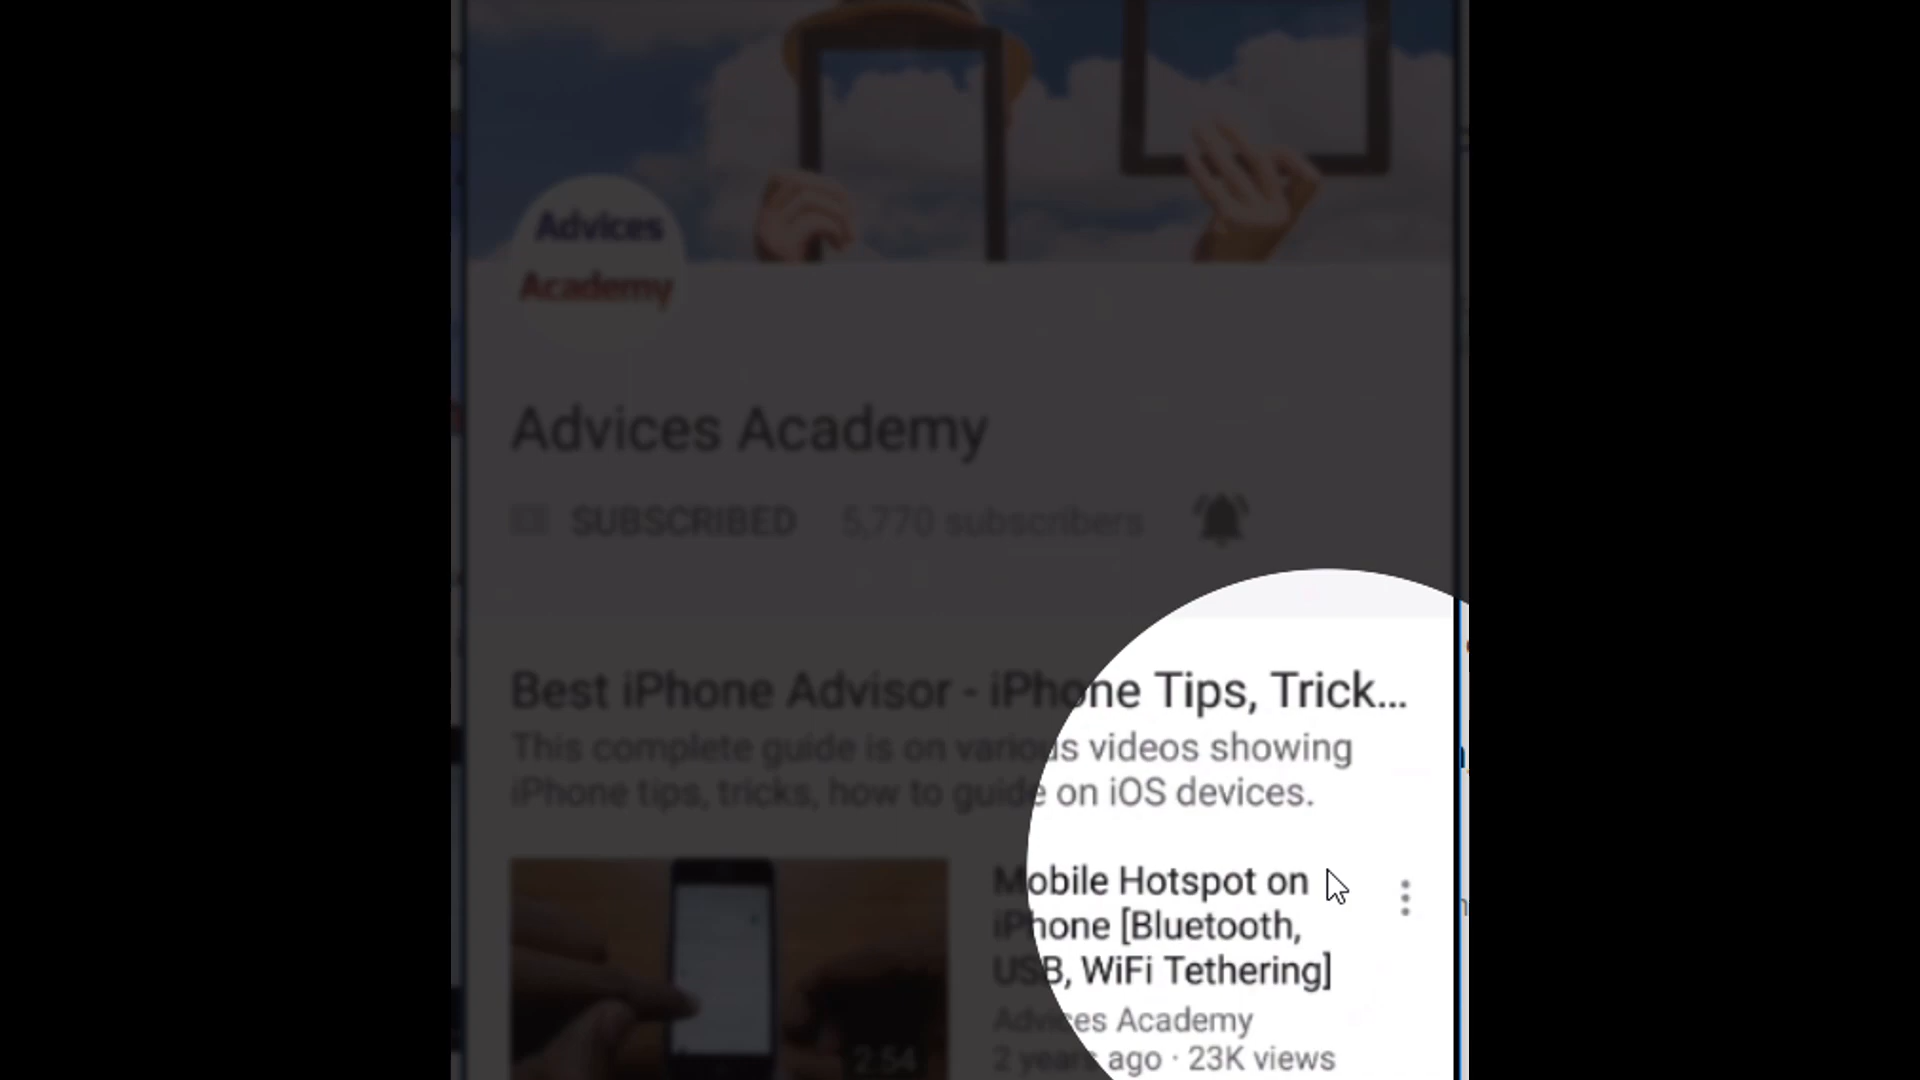 Advices
Academy
Advices Academy
SUBSCRIBED 5,770 subscribers
Best iPhone Advisor - iPhone Tips, Trick...
This complete guide is on various videos showing
iPhone tips, tricks, how to guide on iOS devices.
Mobile Hotspot on
iPhone [Bluetooth,
USB, WiFi Tethering]
Advices Academy
2 years ago · 23K views
2:54